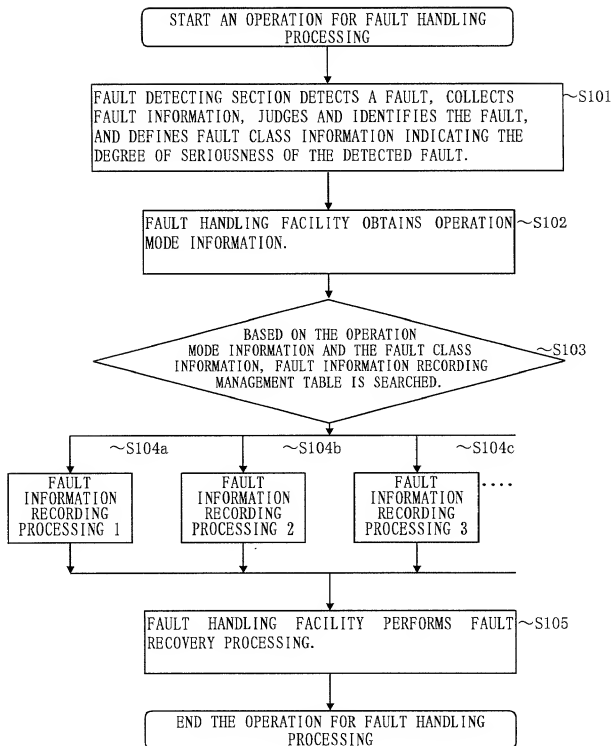 START AN OPERATION FOR FAULT HANDLING
PROCESSING
FAULT DETECTING SECTION DETECTS A FAULT, COLLECTS
FAULT INFORMATION, JUDGES AND IDENTIFIES THE FAULT,
AND DEFINES FAULT CLASS INFORMATION INDICATING THE
DEGREE OF SERIOUSNESS OF THE DETECTED FAULT.
~S101
FAULT HANDLING FACILITY OBTAINS OPERATION
MODE INFORMATION.
~S102
BASED ON THE OPERATION
MODE INFORMATION AND THE FAULT CLASS
INFORMATION, FAULT INFORMATION RECORDING
MANAGEMENT TABLE IS SEARCHED.
~S103
~S104a
~S104b
~S104c
FAULT
INFORMATION
RECORDING
PROCESSING 1
FAULT
INFORMATION
RECORDING
PROCESSING 2
FAULT
INFORMATION
RECORDING
PROCESSING 3
....
FAULT HANDLING FACILITY PERFORMS FAULT
RECOVERY PROCESSING.
~S105
END THE OPERATION FOR FAULT HANDLING
PROCESSING